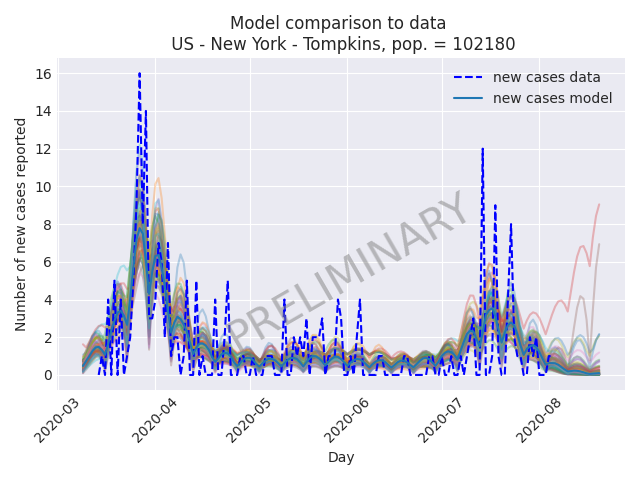 Model comparison to data
US - New York - Tompkins, pop. = 102180
new cases data
new cases model
PRELIMINARY
Number of new cases reported
16
14
12
10
8
6
4
2
0
2020-03
2020-04
2020-05
2020-06
2020-07
2020-08
Day